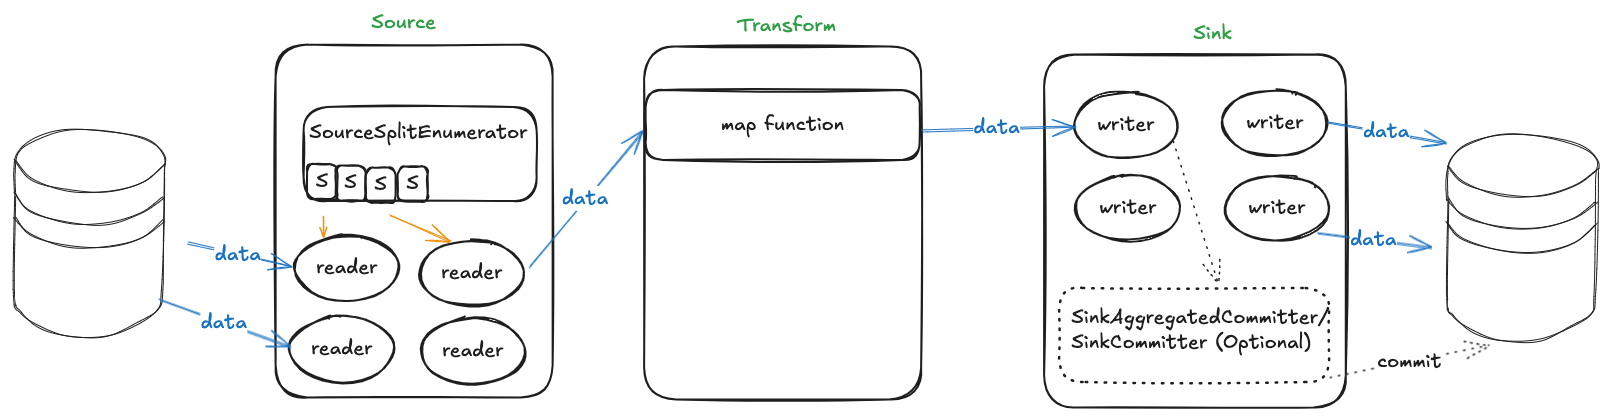 Source
Transform
Sink
SourceSplitEnumerator
S S S S
data
data
reader
reader
reader
reader
data
map function
data
writer
writer
writer
writer
data
data
SinkAggregatedCommitter/
SinkCommitter (Optional)
commit